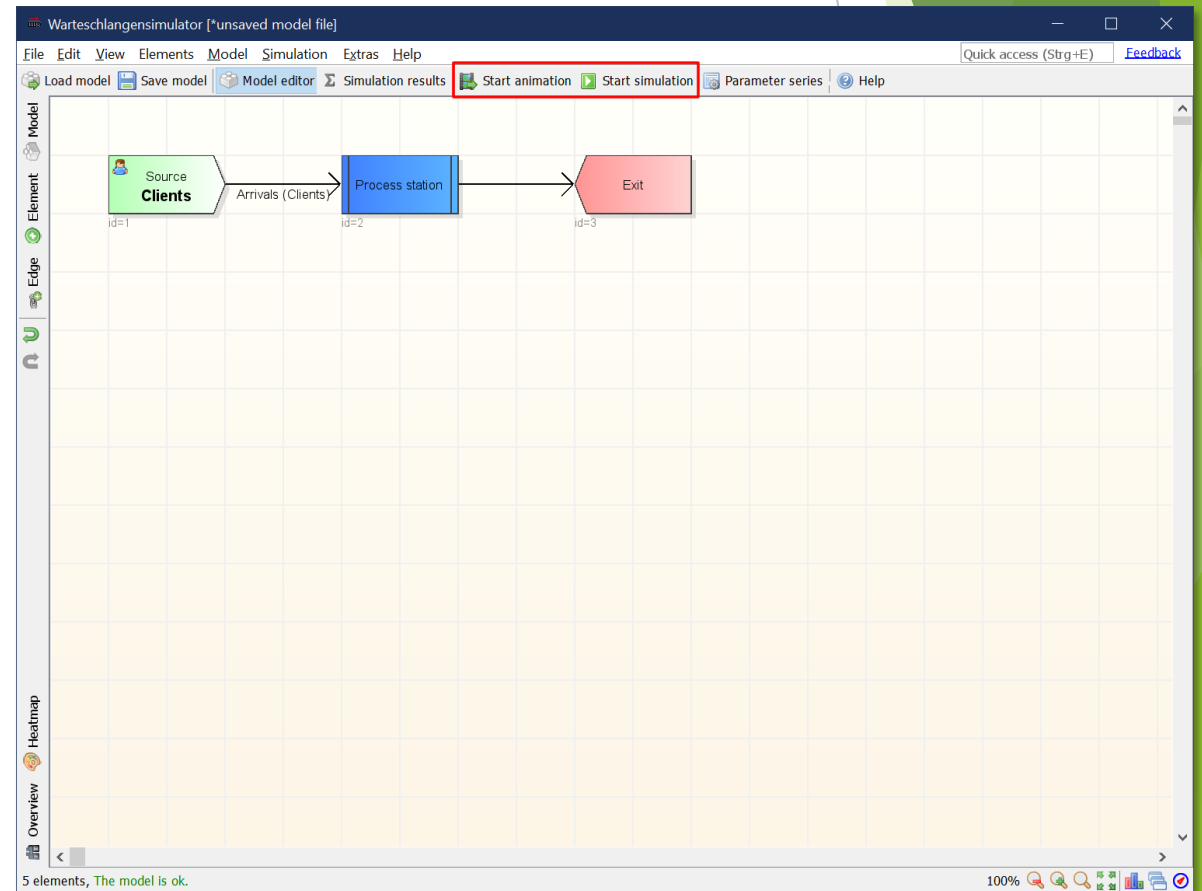 Warteschlangensimulator [*unsaved model file]
File Edit View Elements Model Simulation Extras Help Quick access (Strg+E) Feedback
Load model Save model Model editor Σ Simulation results Start animation Start simulation Parameter series Help
Model
Element
Edge
Heatmap
Overview
Source
Clients
id=1
Arrivals (Clients)
Process station
id=2
Exit
id=3
5 elements, The model is ok. 100%